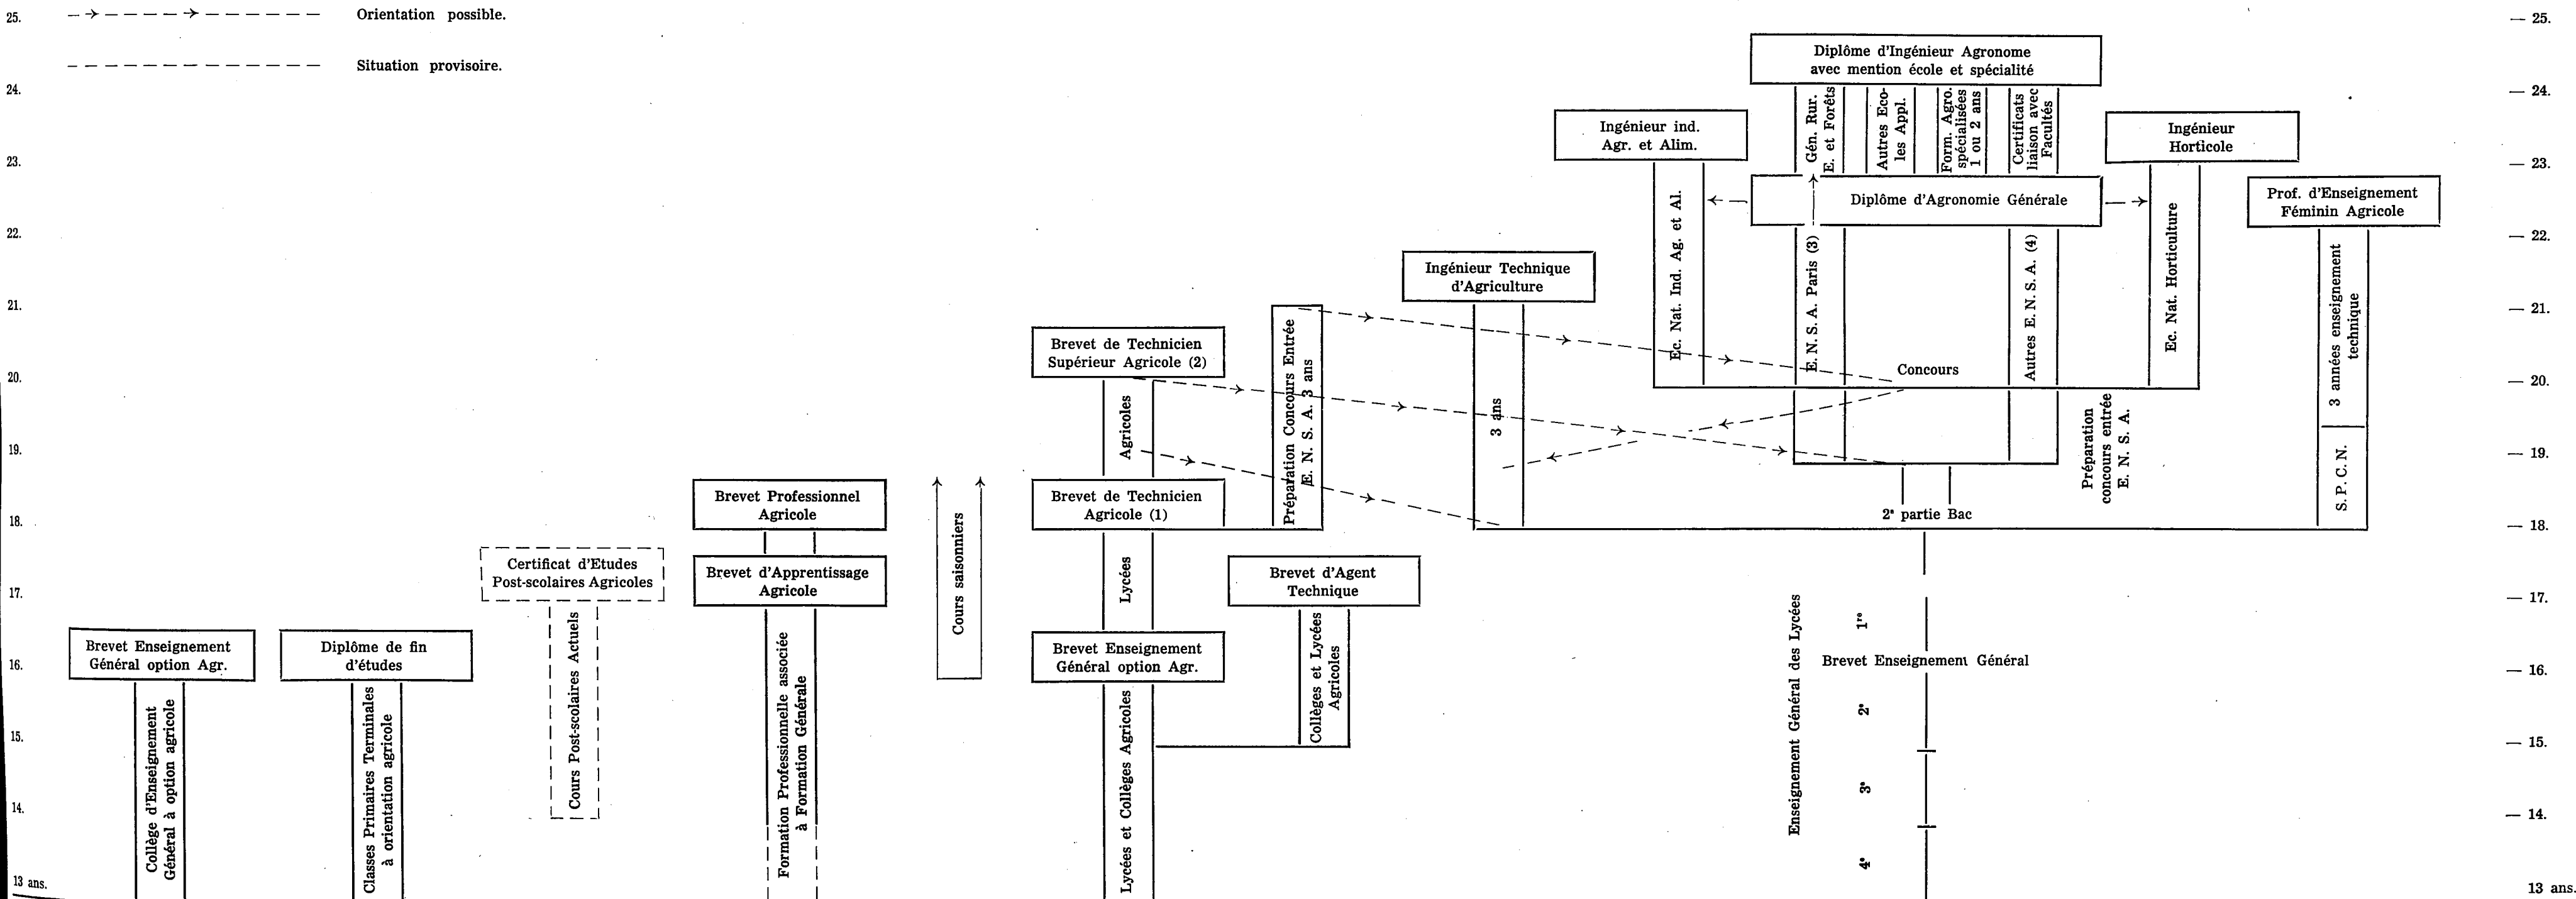 25.
24.
23.
22.
21.
20.
19.
18.
17.
16.
15.
14.
13 ans.
Orientation possible.
Situation provisoire.
Brevet Enseignement
Général option Agr.
Collège d'Enseignement
Général à option agricole
Diplôme de fin
d'études
Classes Primaires Terminales
à orientation agricole
Certificat d'Etudes
Post-scolaires Agricoles
Cours Post-scolaires Actuels
Brevet Professionnel
Agricole
Brevet d'Apprentissage
Agricole
Formation Professionnelle associée
à Formation Générale
Cours saisonniers
Brevet de Technicien
Supérieur Agricole (2)
Agricoles
Brevet de Technicien
Agricole (1)
Lycées
Brevet Enseignement
Général option Agr.
Lycées et Collèges Agricoles
Préparation Concours Entrée
E. N. S. A. 3 ans
Brevet d'Agent
Technique
Collèges et Lycées
Agricoles
Ingénieur Technique
d'Agriculture
3 ans
Ingénieur ind.
Agr. et Alim.
Ec. Nat. Ind. Ag. et Al.
Diplôme d'Ingénieur Agronome
avec mention école et spécialité
Gén. Rur.
E. et Forêts
Autres Eco-
les Appl.
Form. Agro.
spécialisées
1 ou 2 ans
Certificats
liaison avec
Facultés
Diplôme d'Agronomie Générale
E. N. S. A. Paris (3)
Autres E. N. S. A. (4)
Concours
Ingénieur
Horticole
Ec. Nat. Horticulture
Préparation
concours entrée
E. N. S. A.
Prof. d'Enseignement
Féminin Agricole
3 années enseignement
technique
S. P. C. N.
2e partie Bac
Enseignement Général des Lycées
1re
Brevet Enseignement Général
2e
3e
4e
— 25.
— 24.
— 23.
— 22.
— 21.
— 20.
— 19.
— 18.
— 17.
— 16.
— 15.
— 14.
13 ans.